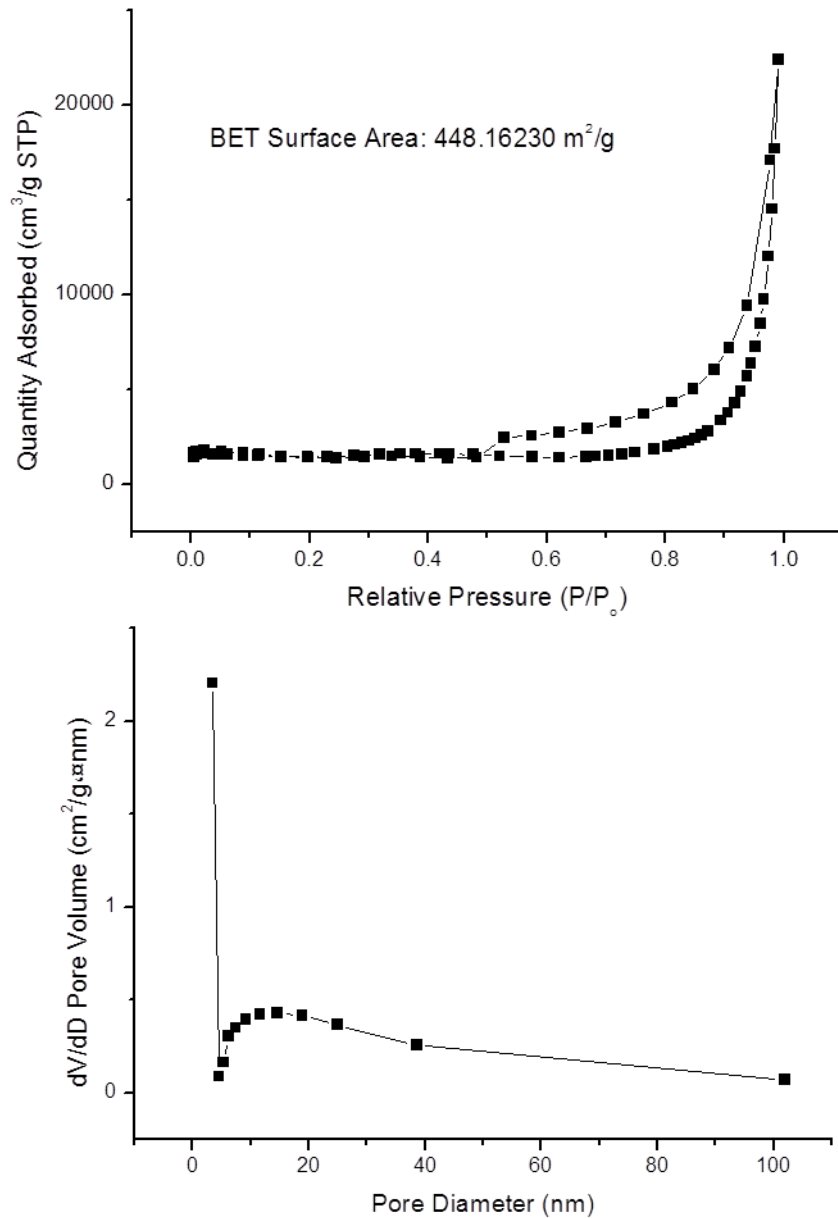 20000
10000
0
Quantity Adsorbed (cm³/g STP)
BET Surface Area: 448.16230 m²/g
0.0 0.2 0.4 0.6 0.8 1.0
Relative Pressure (P/Pₒ)
2
1
0
dV/dD Pore Volume (cm²/g·¤nm)
0 20 40 60 80 100
Pore Diameter (nm)